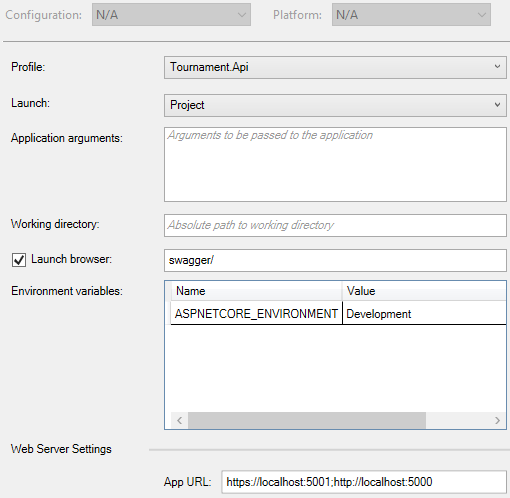 Configuration: N/A Platform: N/A
Profile: Tournament.Api
Launch: Project
Application arguments: Arguments to be passed to the application
Working directory: Absolute path to working directory
Launch browser: swagger/
Environment variables: Name Value
ASPNETCORE_ENVIRONMENT Development
Web Server Settings
App URL: https://localhost:5001;http://localhost:5000